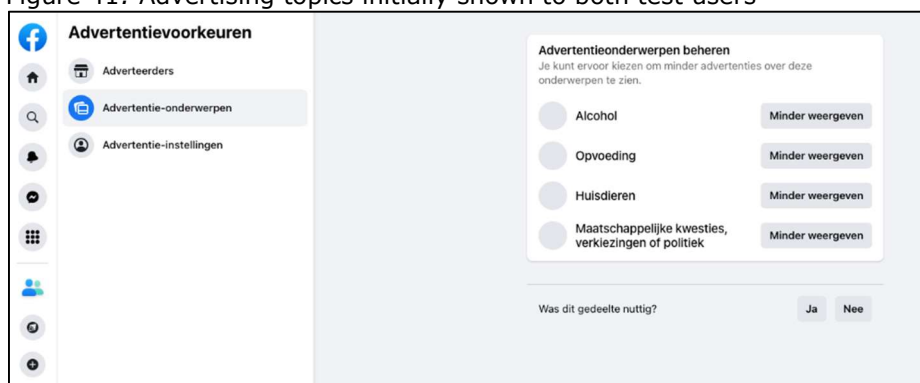 Figure 41: Advertising topics initially shown to both test users
Advertentievoorkeuren
Adverteerders
Advertentie-onderwerpen
Advertentie-instellingen
Advertentieonderwerpen beheren
Je kunt ervoor kiezen om minder advertenties over deze
onderwerpen te zien.
Alcohol
Minder weergeven
Opvoeding
Minder weergeven
Huisdieren
Minder weergeven
Maatschappelijke kwesties,
verkiezingen of politiek
Minder weergeven
Was dit gedeelte nuttig?
Ja
Nee